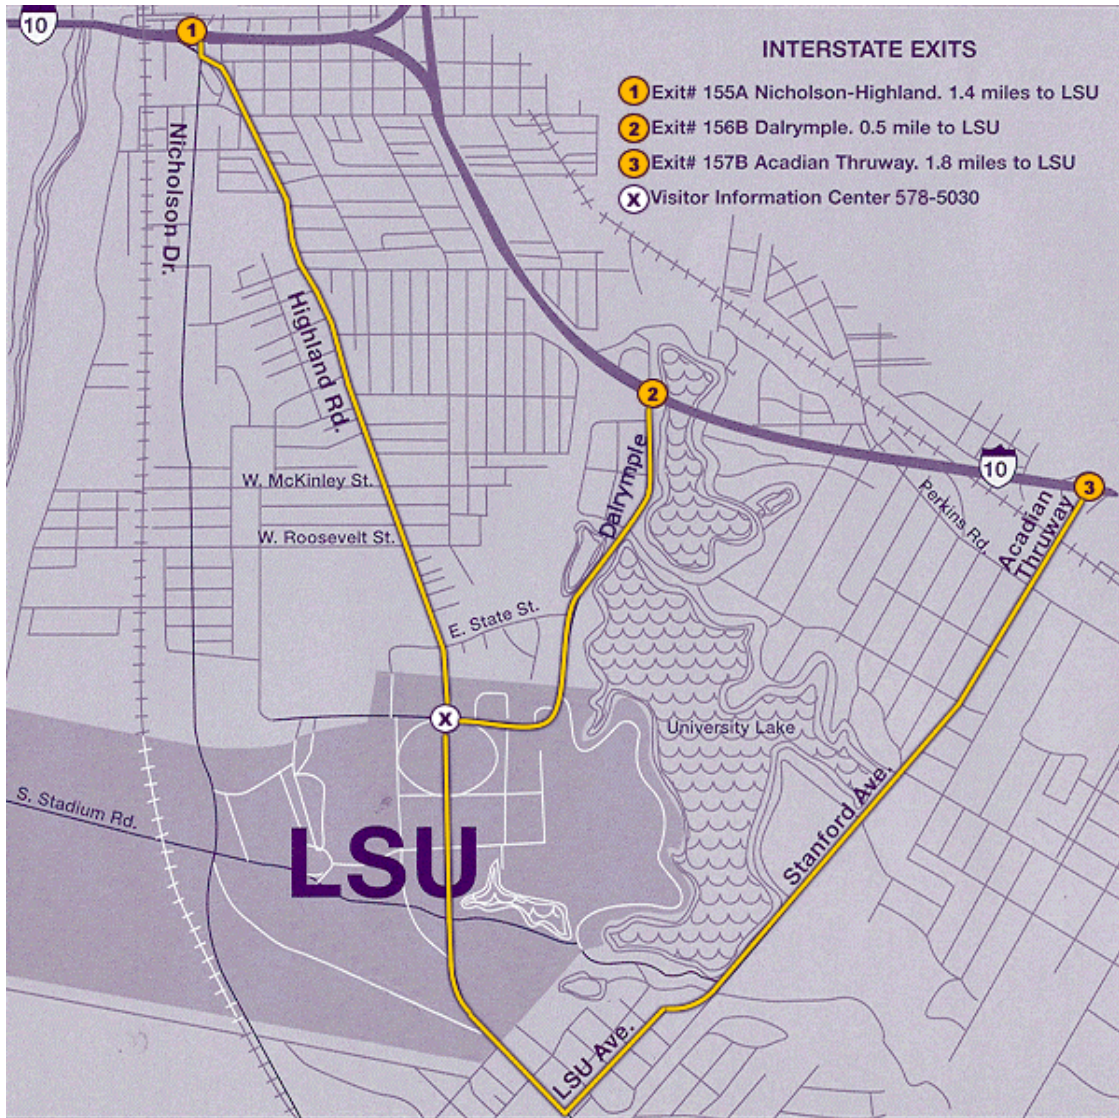 10
1
INTERSTATE EXITS
1 Exit# 155A Nicholson-Highland. 1.4 miles to LSU
2 Exit# 156B Dalrymple. 0.5 mile to LSU
3 Exit# 157B Acadian Thruway. 1.8 miles to LSU
X Visitor Information Center 578-5030
Nicholson Dr.
Highland Rd.
2
Dalrymple
10
3
Perkins Rd.
Acadian
Thruway
W. McKinley St.
W. Roosevelt St.
E. State St.
X
University Lake
S. Stadium Rd.
LSU
Stanford Ave.
LSU Ave.